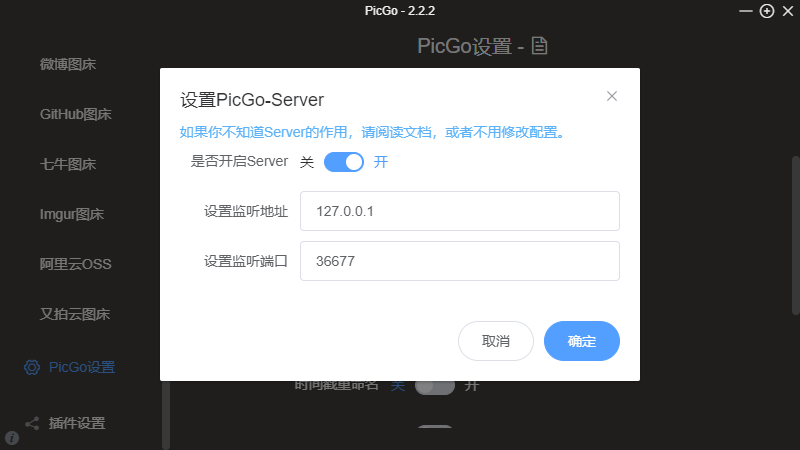 PicGo - 2.2.2
微博图床
GitHub图床
七牛图床
Imgur图床
阿里云OSS
又拍云图床
PicGo设置
插件设置
PicGo设置 -
设置PicGo-Server
如果你不知道Server的作用，请阅读文档，或者不用修改配置。
是否开启Server 关 开
设置监听地址 127.0.0.1
设置监听端口 36677
取消 确定
时间戳重命名 关 开